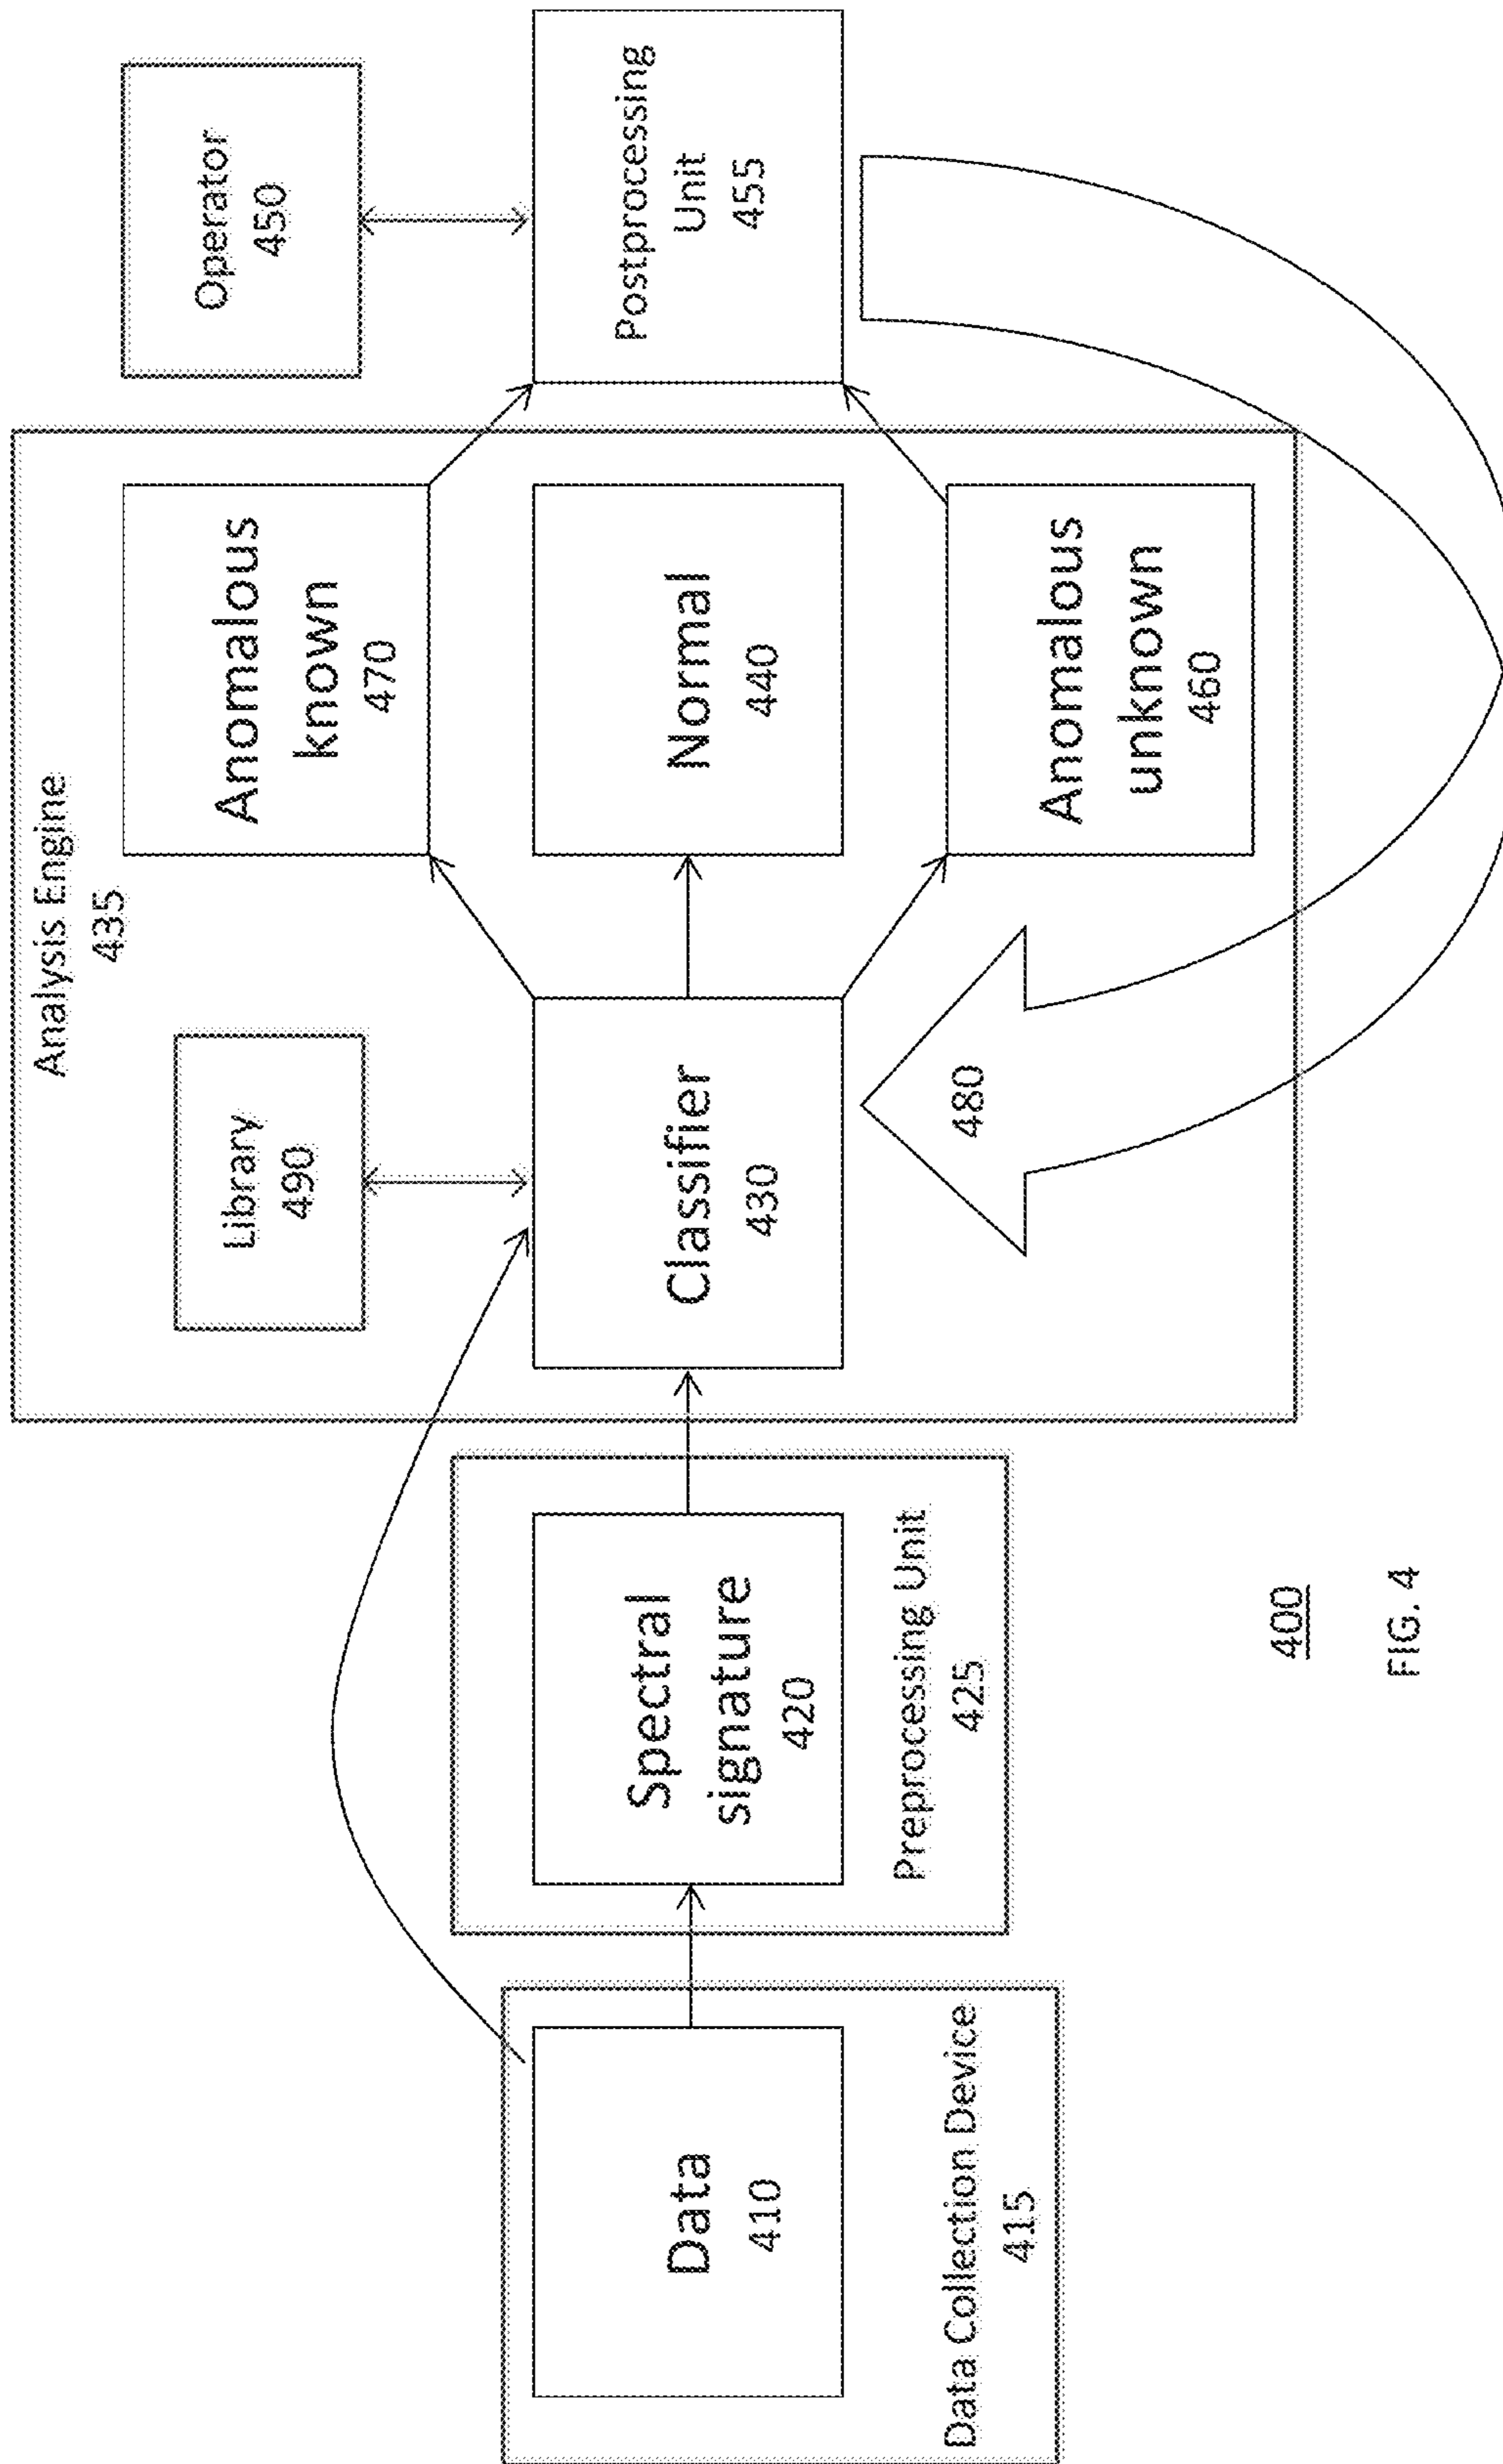 Data
410
Data Collection Device
415
Spectral
signature
420
Preprocessing Unit
425
Analysis Engine
435
Library
490
Classifier
430
480
Anomalous
known
470
Normal
440
Anomalous
unknown
460
Operator
450
Postprocessing
Unit
455
400
FIG. 4